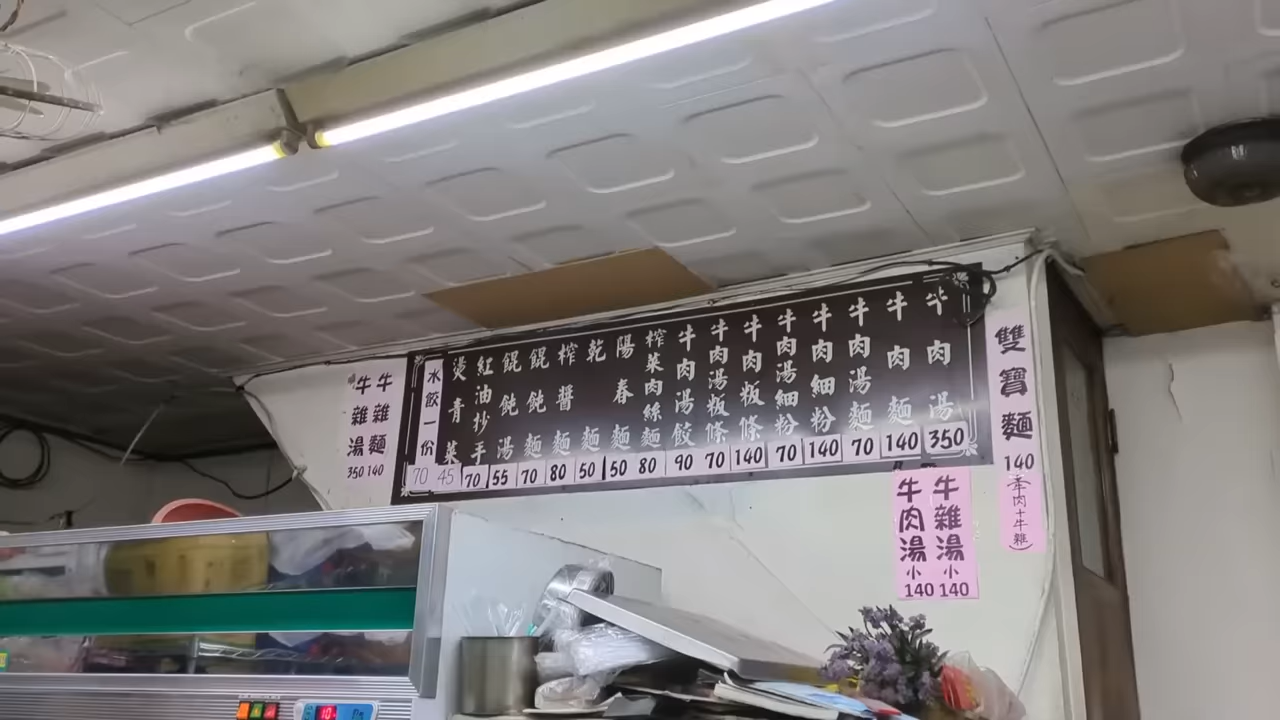 雙寶麵 140 (牛肉+牛雜)
牛肉湯 350
牛肉麵 140
牛肉湯麵 70
牛肉細粉 140
牛肉湯細粉 70
牛肉粄條 140
牛肉湯粄條 70
牛肉湯餃 90
榨菜肉絲麵 80
陽春麵 50
乾麵 50
榨醬麵 80
餛飩麵 70
餛飩湯 55
紅油抄手 70
燙青菜 45
水餃一份 70
牛雜麵 140
牛雜湯 350
牛雜湯 小 140
牛肉湯 小 140